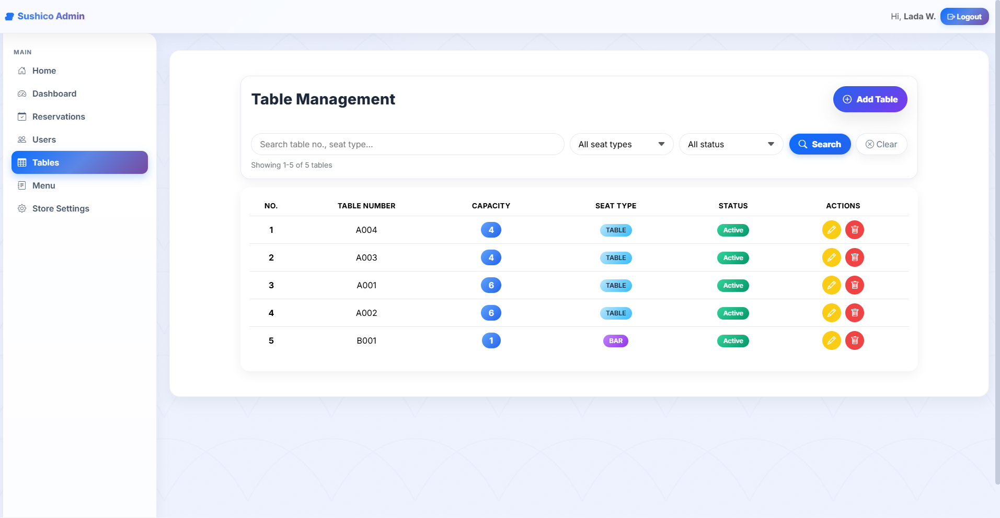 Sushico Admin
Hi, Lada W.
Logout
MAIN
Home
Dashboard
Reservations
Users
Tables
Menu
Store Settings
Table Management
Add Table
Search table no., seat type...
All seat types
All status
Search
Clear
Showing 1-5 of 5 tables
NO. TABLE NUMBER CAPACITY SEAT TYPE STATUS ACTIONS
1 A004 4 TABLE Active
2 A003 4 TABLE Active
3 A001 6 TABLE Active
4 A002 6 TABLE Active
5 B001 1 BAR Active